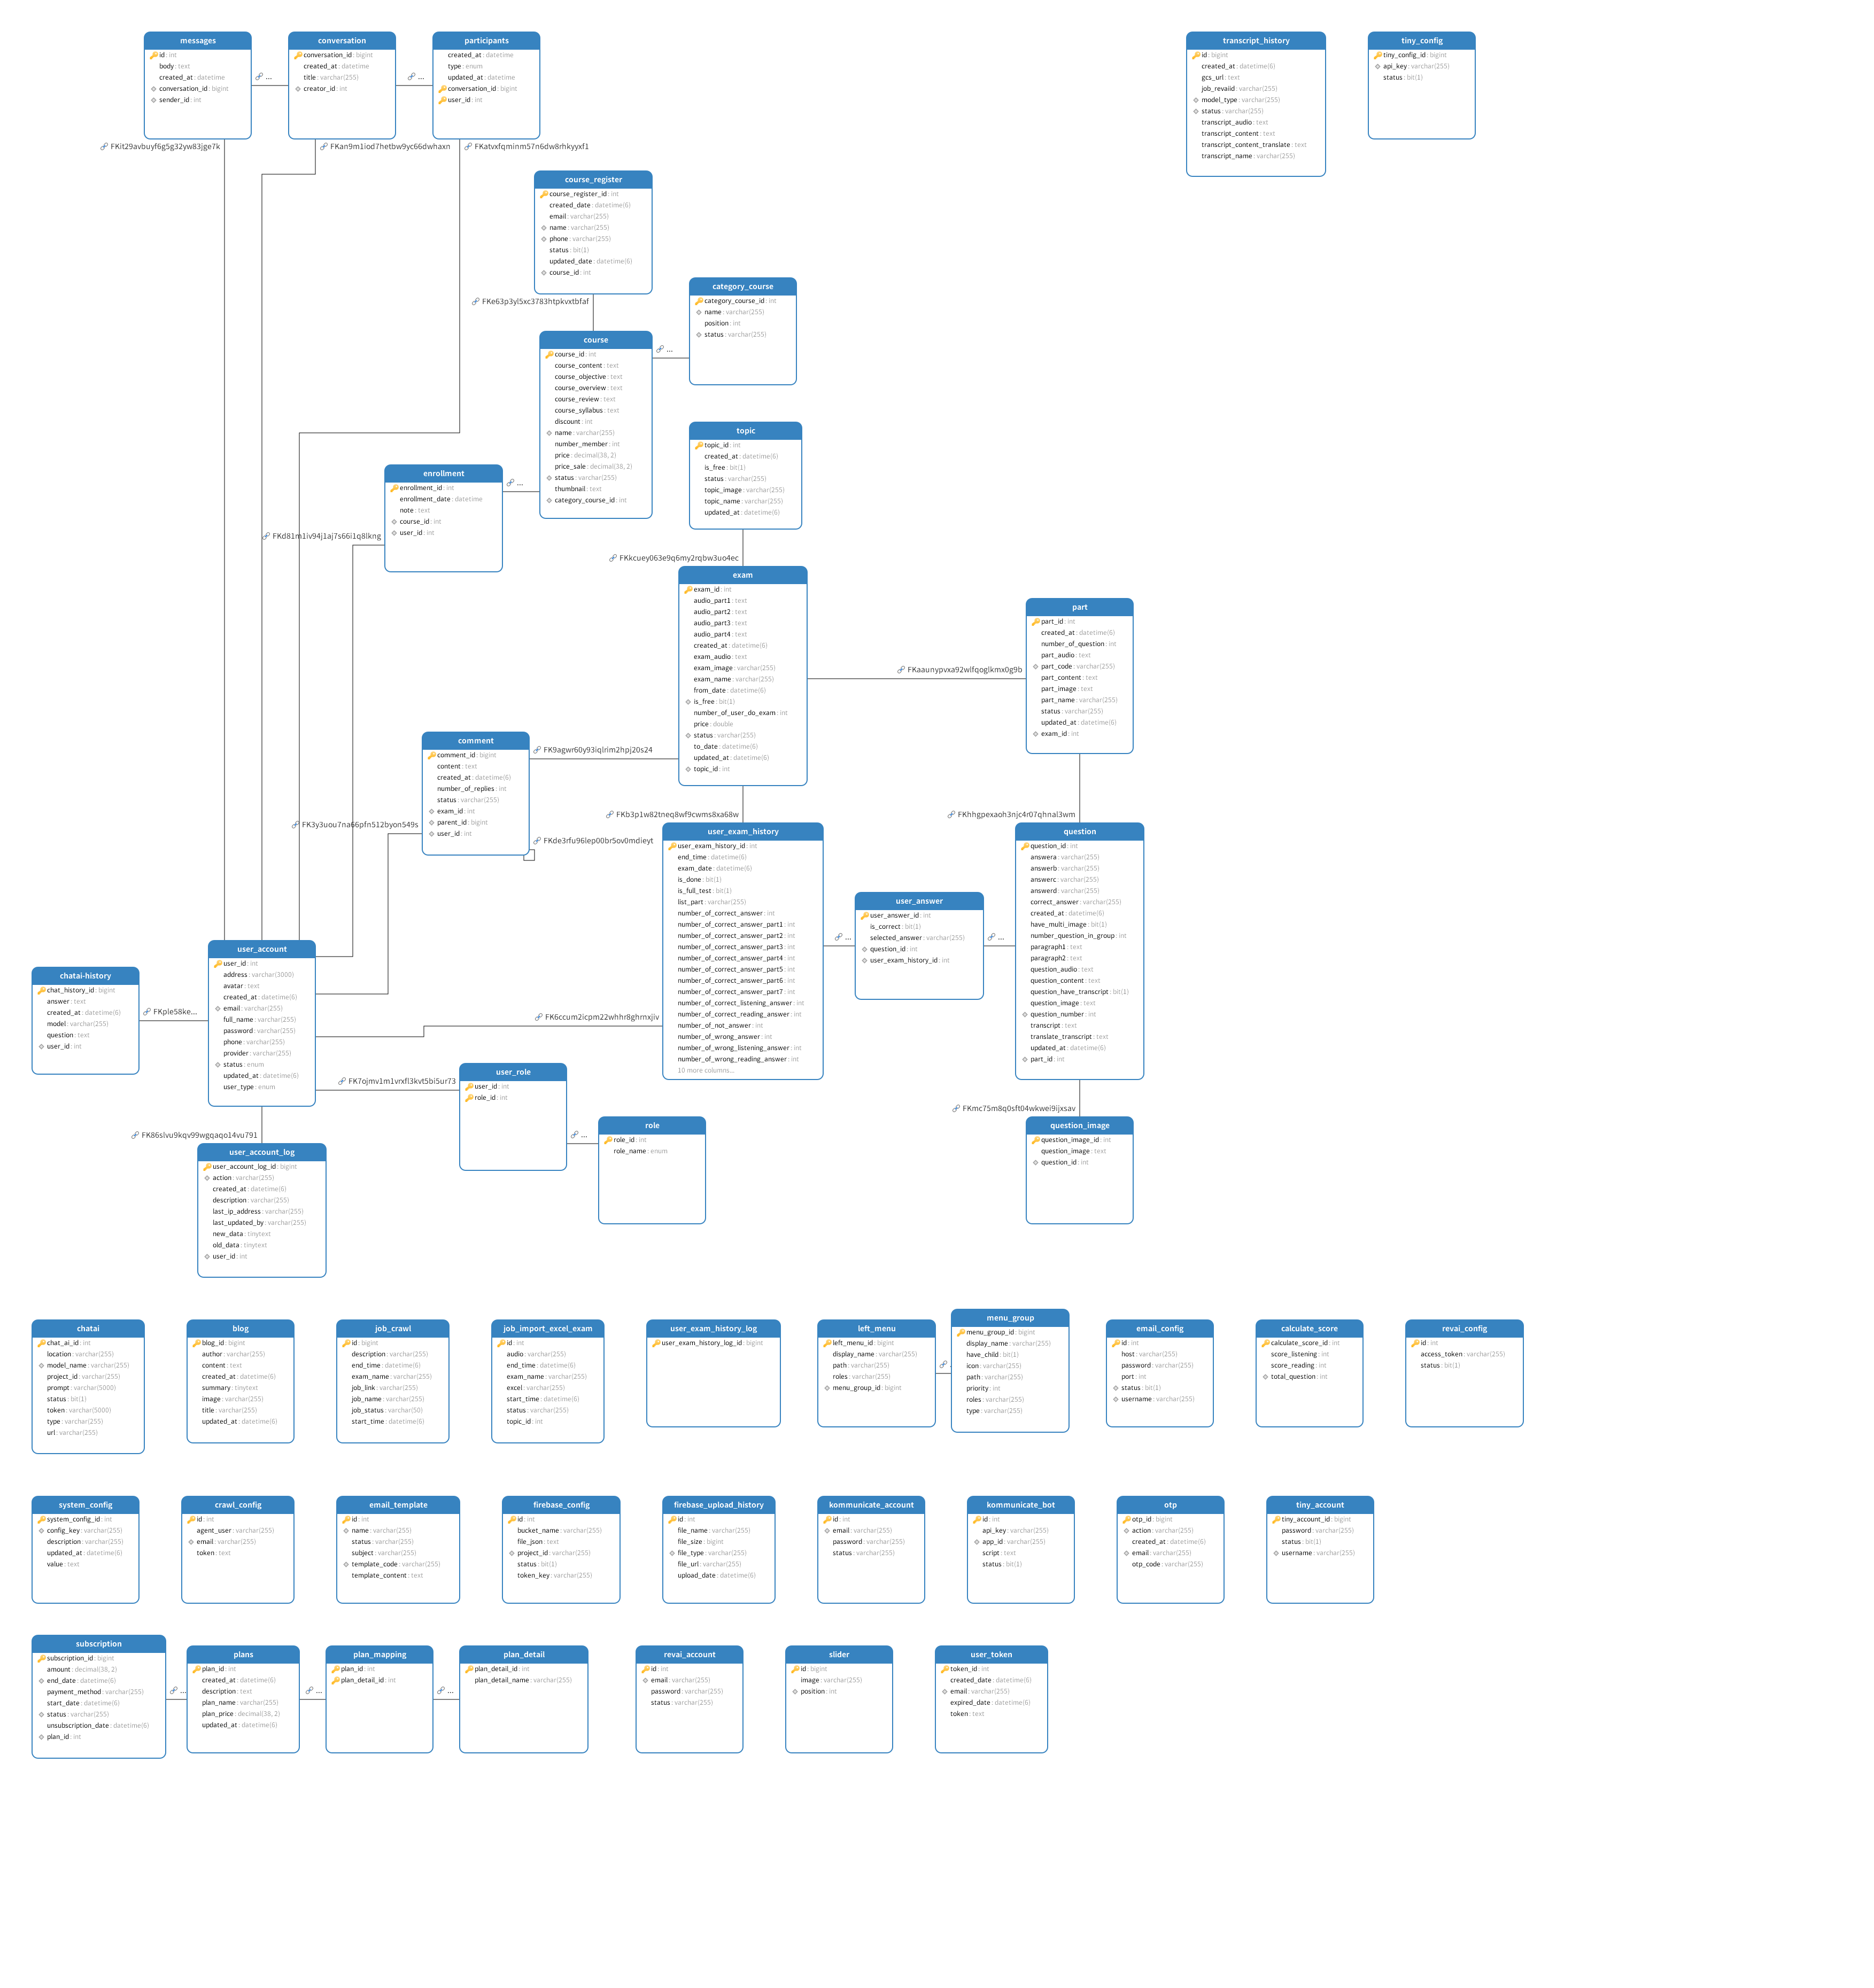 messages
id: int
body: text
created_at: datetime
conversation_id: bigint
sender_id: int
conversation
conversation_id: bigint
created_at: datetime
title: varchar(255)
creator_id: int
participants
created_at: datetime
type: enum
updated_at: datetime
conversation_id: bigint
user_id: int
transcript_history
id: bigint
created_at: datetime(6)
gcs_url: text
job_revaiid: varchar(255)
model_type: varchar(255)
status: varchar(255)
transcript_audio: text
transcript_content: text
transcript_content_translate: text
transcript_name: varchar(255)
tiny_config
tiny_config_id: bigint
api_key: varchar(255)
status: bit(1)
...
...
FKit29avbuyf6g5g32yw83jge7k
FKan9m1iod7hetbw9yc66dwhaxn
FKatvxfqminm57n6dw8rhkyyxf1
course_register
course_register_id: int
created_date: datetime(6)
email: varchar(255)
name: varchar(255)
phone: varchar(255)
status: bit(1)
updated_date: datetime(6)
course_id: int
FKe63p3yl5xc3783htpkvxtbfaf
category_course
category_course_id: int
name: varchar(255)
position: int
status: varchar(255)
course
course_id: int
course_content: text
course_objective: text
course_overview: text
course_review: text
course_syllabus: text
discount: int
name: varchar(255)
number_member: int
price: decimal(38, 2)
price_sale: decimal(38, 2)
status: varchar(255)
thumbnail: text
category_course_id: int
...
topic
topic_id: int
created_at: datetime(6)
is_free: bit(1)
status: varchar(255)
topic_image: varchar(255)
topic_name: varchar(255)
updated_at: datetime(6)
enrollment
enrollment_id: int
enrollment_date: datetime
note: text
course_id: int
user_id: int
...
FKd81m1iv94j1aj7s66i1q8lkng
FKkcuey063e9q6my2rqbw3uo4ec
exam
exam_id: int
audio_part1: text
audio_part2: text
audio_part3: text
audio_part4: text
created_at: datetime(6)
exam_audio: text
exam_image: varchar(255)
exam_name: varchar(255)
from_date: datetime(6)
is_free: bit(1)
number_of_user_do_exam: int
price: double
status: varchar(255)
to_date: datetime(6)
updated_at: datetime(6)
topic_id: int
part
part_id: int
created_at: datetime(6)
number_of_question: int
part_audio: text
part_code: varchar(255)
part_content: text
part_image: text
part_name: varchar(255)
status: varchar(255)
updated_at: datetime(6)
exam_id: int
FKaaunypvxa92wlfqoglkmx0g9b
comment
comment_id: bigint
content: text
created_at: datetime(6)
number_of_replies: int
status: varchar(255)
exam_id: int
parent_id: bigint
user_id: int
FK9agwr60y93iqlrim2hpj20s24
FK3y3uou7na66pfn512byon549s
FKde3rfu96lep00br5ov0mdieyt
FKb3p1w82tneq8wf9cwms8xa68w
FKhhgpexaoh3njc4r07qhnal3wm
user_exam_history
user_exam_history_id: int
end_time: datetime(6)
exam_date: datetime(6)
is_done: bit(1)
is_full_test: bit(1)
list_part: varchar(255)
number_of_correct_answer: int
number_of_correct_answer_part1: int
number_of_correct_answer_part2: int
number_of_correct_answer_part3: int
number_of_correct_answer_part4: int
number_of_correct_answer_part5: int
number_of_correct_answer_part6: int
number_of_correct_answer_part7: int
number_of_correct_listening_answer: int
number_of_correct_reading_answer: int
number_of_not_answer: int
number_of_wrong_answer: int
number_of_wrong_listening_answer: int
number_of_wrong_reading_answer: int
10 more columns...
user_answer
user_answer_id: int
is_correct: bit(1)
selected_answer: varchar(255)
question_id: int
user_exam_history_id: int
...
...
question
question_id: int
answera: varchar(255)
answerb: varchar(255)
answerc: varchar(255)
answerd: varchar(255)
correct_answer: varchar(255)
created_at: datetime(6)
have_multi_image: bit(1)
number_question_in_group: int
paragraph1: text
paragraph2: text
question_audio: text
question_content: text
question_have_transcript: bit(1)
question_image: text
question_number: int
transcript: text
translate_transcript: text
updated_at: datetime(6)
part_id: int
user_account
user_id: int
address: varchar(3000)
avatar: text
created_at: datetime(6)
email: varchar(255)
full_name: varchar(255)
password: varchar(255)
phone: varchar(255)
provider: varchar(255)
status: enum
updated_at: datetime(6)
user_type: enum
chatai-history
chat_history_id: bigint
answer: text
created_at: datetime(6)
model: varchar(255)
question: text
user_id: int
FKple58ke...
FK6ccum2icpm22whhr8ghrnxjiv
FK7ojmv1m1vrxfl3kvt5bi5ur73
user_role
user_id: int
role_id: int
...
role
role_id: int
role_name: enum
FKmc75m8q0sft04wkwei9ijxsav
question_image
question_image_id: int
question_image: text
question_id: int
FK86slvu9kqv99wgqaqo14vu791
user_account_log
user_account_log_id: bigint
action: varchar(255)
created_at: datetime(6)
description: varchar(255)
last_ip_address: varchar(255)
last_updated_by: varchar(255)
new_data: tinytext
old_data: tinytext
user_id: int
chatai
chat_ai_id: int
location: varchar(255)
model_name: varchar(255)
project_id: varchar(255)
prompt: varchar(5000)
status: bit(1)
token: varchar(5000)
type: varchar(255)
url: varchar(255)
blog
blog_id: bigint
author: varchar(255)
content: text
created_at: datetime(6)
summary: tinytext
image: varchar(255)
title: varchar(255)
updated_at: datetime(6)
job_crawl
id: bigint
description: varchar(255)
end_time: datetime(6)
exam_name: varchar(255)
job_link: varchar(255)
job_name: varchar(255)
job_status: varchar(50)
start_time: datetime(6)
job_import_excel_exam
id: int
audio: varchar(255)
end_time: datetime(6)
exam_name: varchar(255)
excel: varchar(255)
start_time: datetime(6)
status: varchar(255)
topic_id: int
user_exam_history_log
user_exam_history_log_id: bigint
left_menu
left_menu_id: bigint
display_name: varchar(255)
path: varchar(255)
roles: varchar(255)
menu_group_id: bigint
menu_group
menu_group_id: bigint
display_name: varchar(255)
have_child: bit(1)
icon: varchar(255)
path: varchar(255)
priority: int
roles: varchar(255)
type: varchar(255)
email_config
id: int
host: varchar(255)
password: varchar(255)
port: int
status: bit(1)
username: varchar(255)
calculate_score
calculate_score_id: int
score_listening: int
score_reading: int
total_question: int
revai_config
id: int
access_token: varchar(255)
status: bit(1)
system_config
system_config_id: int
config_key: varchar(255)
description: varchar(255)
updated_at: datetime(6)
value: text
crawl_config
id: int
agent_user: varchar(255)
email: varchar(255)
token: text
email_template
id: int
name: varchar(255)
status: varchar(255)
subject: varchar(255)
template_code: varchar(255)
template_content: text
firebase_config
id: int
bucket_name: varchar(255)
file_json: text
project_id: varchar(255)
status: bit(1)
token_key: varchar(255)
firebase_upload_history
id: int
file_name: varchar(255)
file_size: bigint
file_type: varchar(255)
file_url: varchar(255)
upload_date: datetime(6)
kommunicate_account
id: int
email: varchar(255)
password: varchar(255)
status: varchar(255)
kommunicate_bot
id: int
api_key: varchar(255)
app_id: varchar(255)
script: text
status: bit(1)
otp
otp_id: bigint
action: varchar(255)
created_at: datetime(6)
email: varchar(255)
otp_code: varchar(255)
tiny_account
tiny_account_id: bigint
password: varchar(255)
status: bit(1)
username: varchar(255)
subscription
subscription_id: bigint
amount: decimal(38, 2)
end_date: datetime(6)
payment_method: varchar(255)
start_date: datetime(6)
status: varchar(255)
unsubscription_date: datetime(6)
plan_id: int
...
plans
plan_id: int
created_at: datetime(6)
description: text
plan_name: varchar(255)
plan_price: decimal(38, 2)
updated_at: datetime(6)
...
plan_mapping
plan_id: int
plan_detail_id: int
...
plan_detail
plan_detail_id: int
plan_detail_name: varchar(255)
revai_account
id: int
email: varchar(255)
password: varchar(255)
status: varchar(255)
slider
id: bigint
image: varchar(255)
position: int
user_token
token_id: int
created_date: datetime(6)
email: varchar(255)
expired_date: datetime(6)
token: text